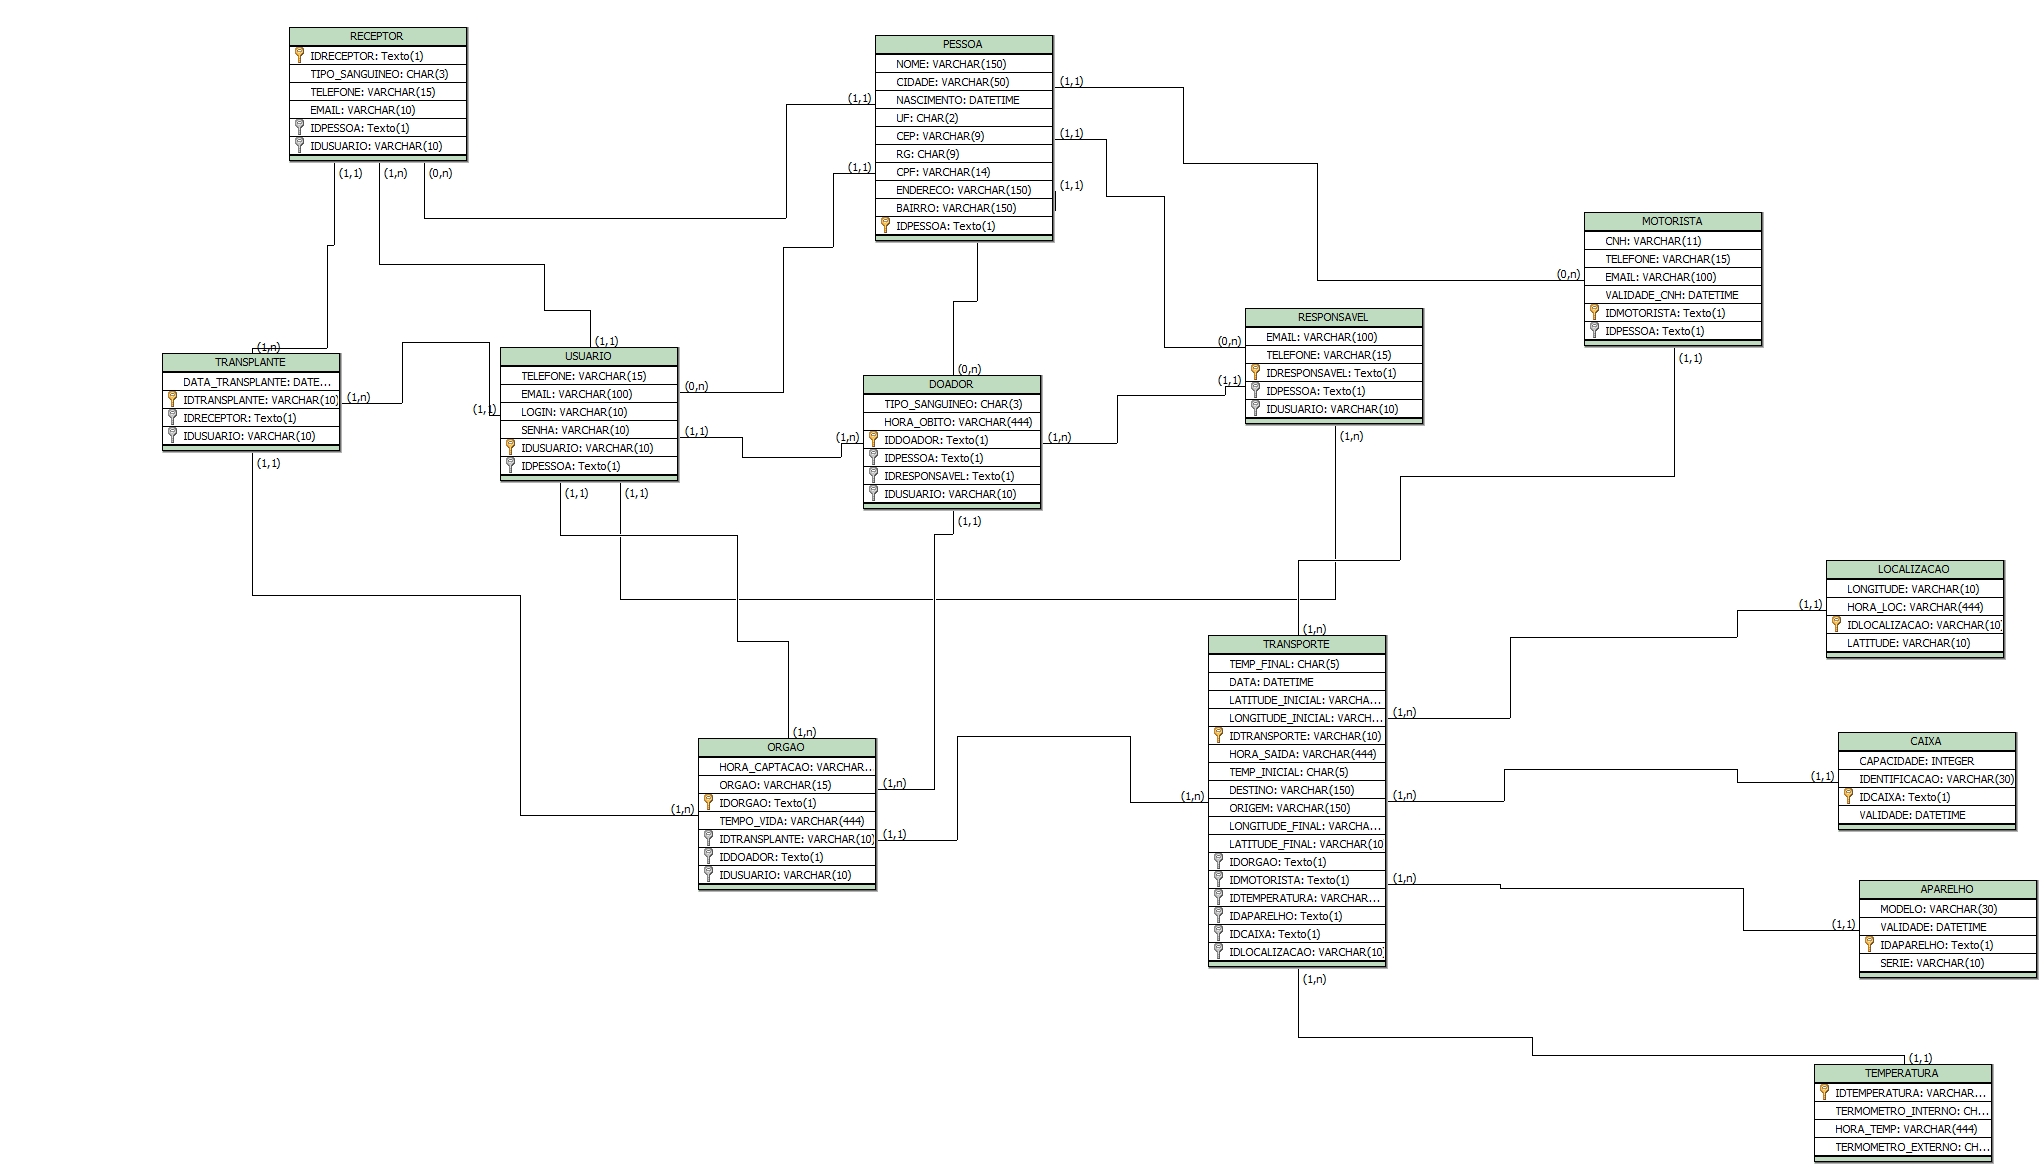 RECEPTOR
IDRECEPTOR: Texto(1)
TIPO_SANGUINEO: CHAR(3)
TELEFONE: VARCHAR(15)
EMAIL: VARCHAR(10)
IDPESSOA: Texto(1)
IDUSUARIO: VARCHAR(10)
(1,1)
(1,n)
(0,n)
PESSOA
NOME: VARCHAR(150)
CIDADE: VARCHAR(50)
NASCIMENTO: DATETIME
UF: CHAR(2)
CEP: VARCHAR(9)
RG: CHAR(9)
CPF: VARCHAR(14)
ENDERECO: VARCHAR(150)
BAIRRO: VARCHAR(150)
IDPESSOA: Texto(1)
(1,1)
(1,1)
(1,1)
(1,1)
(1,1)
MOTORISTA
CNH: VARCHAR(11)
TELEFONE: VARCHAR(15)
EMAIL: VARCHAR(100)
VALIDADE_CNH: DATETIME
IDMOTORISTA: Texto(1)
IDPESSOA: Texto(1)
(0,n)
(1,1)
RESPONSAVEL
EMAIL: VARCHAR(100)
TELEFONE: VARCHAR(15)
IDRESPONSAVEL: Texto(1)
IDPESSOA: Texto(1)
IDUSUARIO: VARCHAR(10)
(0,n)
(1,1)
(1,n)
(1,n)
TRANSPLANTE
DATA_TRANSPLANTE: DATE...
IDTRANSPLANTE: VARCHAR(10)
IDRECEPTOR: Texto(1)
IDUSUARIO: VARCHAR(10)
(1,n)
(1,1)
(1,1)
USUARIO
TELEFONE: VARCHAR(15)
EMAIL: VARCHAR(100)
LOGIN: VARCHAR(10)
SENHA: VARCHAR(10)
IDUSUARIO: VARCHAR(10)
IDPESSOA: Texto(1)
(1,1)
(0,n)
(1,1)
(1,1)
(1,1)
(0,n)
DOADOR
TIPO_SANGUINEO: CHAR(3)
HORA_OBITO: VARCHAR(444)
IDDOADOR: Texto(1)
IDPESSOA: Texto(1)
IDRESPONSAVEL: Texto(1)
IDUSUARIO: VARCHAR(10)
(1,n)
(1,n)
(1,1)
LOCALIZACAO
LONGITUDE: VARCHAR(10)
HORA_LOC: VARCHAR(444)
IDLOCALIZACAO: VARCHAR(10)
LATITUDE: VARCHAR(10)
(1,1)
(1,n)
TRANSPORTE
TEMP_FINAL: CHAR(5)
DATA: DATETIME
LATITUDE_INICIAL: VARCHA...
LONGITUDE_INICIAL: VARCH...
IDTRANSPORTE: VARCHAR(10)
HORA_SAIDA: VARCHAR(444)
TEMP_INICIAL: CHAR(5)
DESTINO: VARCHAR(150)
ORIGEM: VARCHAR(150)
LONGITUDE_FINAL: VARCHA...
LATITUDE_FINAL: VARCHAR(10
IDORGAO: Texto(1)
IDMOTORISTA: Texto(1)
IDTEMPERATURA: VARCHAR...
IDAPARELHO: Texto(1)
IDCAIXA: Texto(1)
IDLOCALIZACAO: VARCHAR(10)
(1,n)
(1,n)
(1,n)
(1,n)
(1,n)
(1,n)
ORGAO
HORA_CAPTACAO: VARCHAR...
ORGAO: VARCHAR(15)
IDORGAO: Texto(1)
TEMPO_VIDA: VARCHAR(444)
IDTRANSPLANTE: VARCHAR(10)
IDDOADOR: Texto(1)
IDUSUARIO: VARCHAR(10)
(1,n)
(1,n)
(1,1)
CAIXA
CAPACIDADE: INTEGER
IDENTIFICACAO: VARCHAR(30)
IDCAIXA: Texto(1)
VALIDADE: DATETIME
(1,1)
APARELHO
MODELO: VARCHAR(30)
VALIDADE: DATETIME
IDAPARELHO: Texto(1)
SERIE: VARCHAR(10)
(1,1)
(1,1)
TEMPERATURA
IDTEMPERATURA: VARCHAR...
TERMOMETRO_INTERNO: CH...
HORA_TEMP: VARCHAR(444)
TERMOMETRO_EXTERNO: CH...